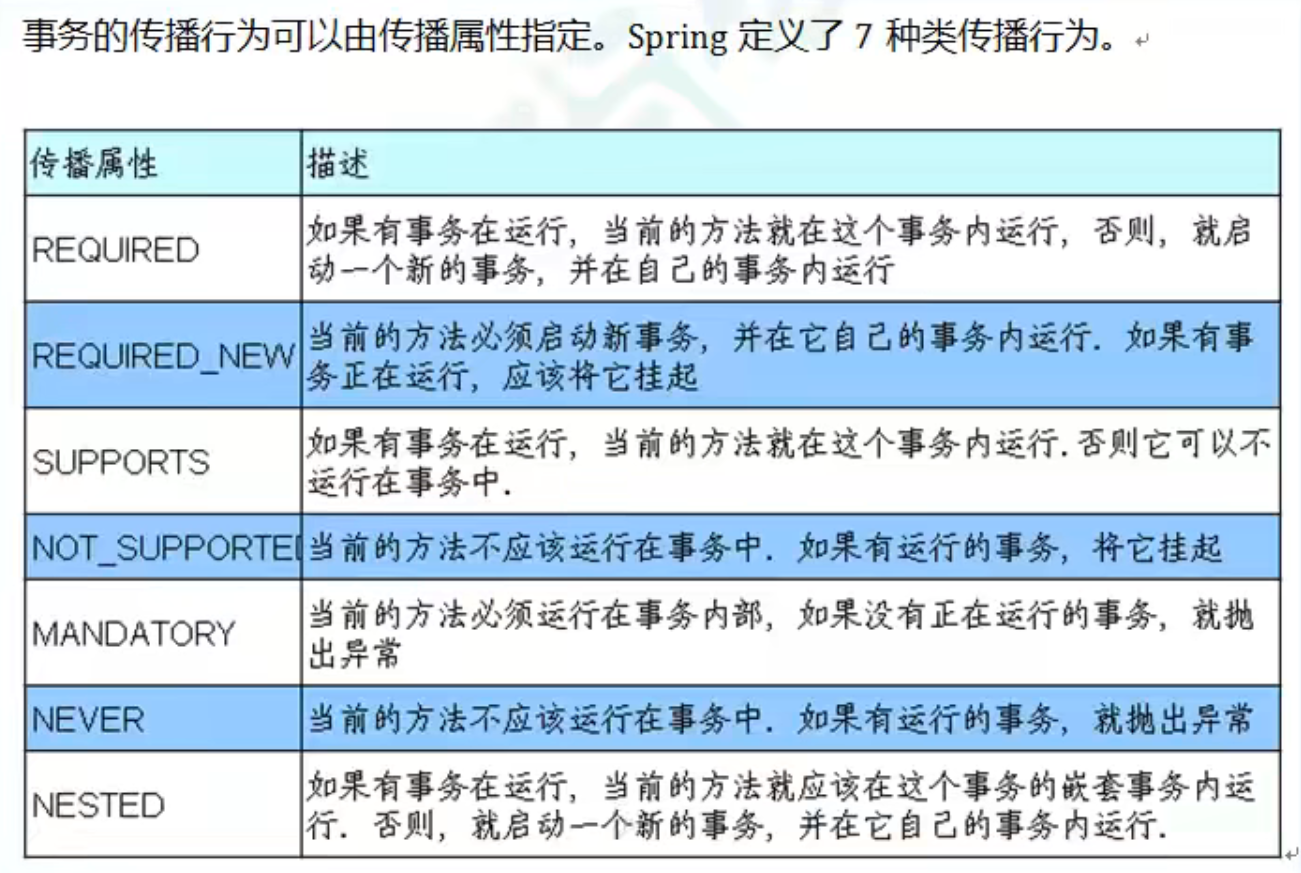 事务的传播行为可以由传播属性指定。Spring 定义了 7 种类传播行为。
传播属性
描述
REQUIRED
如果有事务在运行，当前的方法就在这个事务内运行，否则，就启
动一个新的事务，并在自己的事务内运行
REQUIRED_NEW
当前的方法必须启动新事务，并在它自己的事务内运行. 如果有事
务正在运行，应该将它挂起
SUPPORTS
如果有事务在运行，当前的方法就在这个事务内运行.否则它可以不
运行在事务中.
NOT_SUPPORTE
当前的方法不应该运行在事务中. 如果有运行的事务，将它挂起
MANDATORY
当前的方法必须运行在事务内部，如果没有正在运行的事务，就抛
出异常
NEVER
当前的方法不应该运行在事务中. 如果有运行的事务，就抛出异常
NESTED
如果有事务在运行，当前的方法就应该在这个事务的嵌套事务内运
行. 否则，就启动一个新的事务，并在它自己的事务内运行.